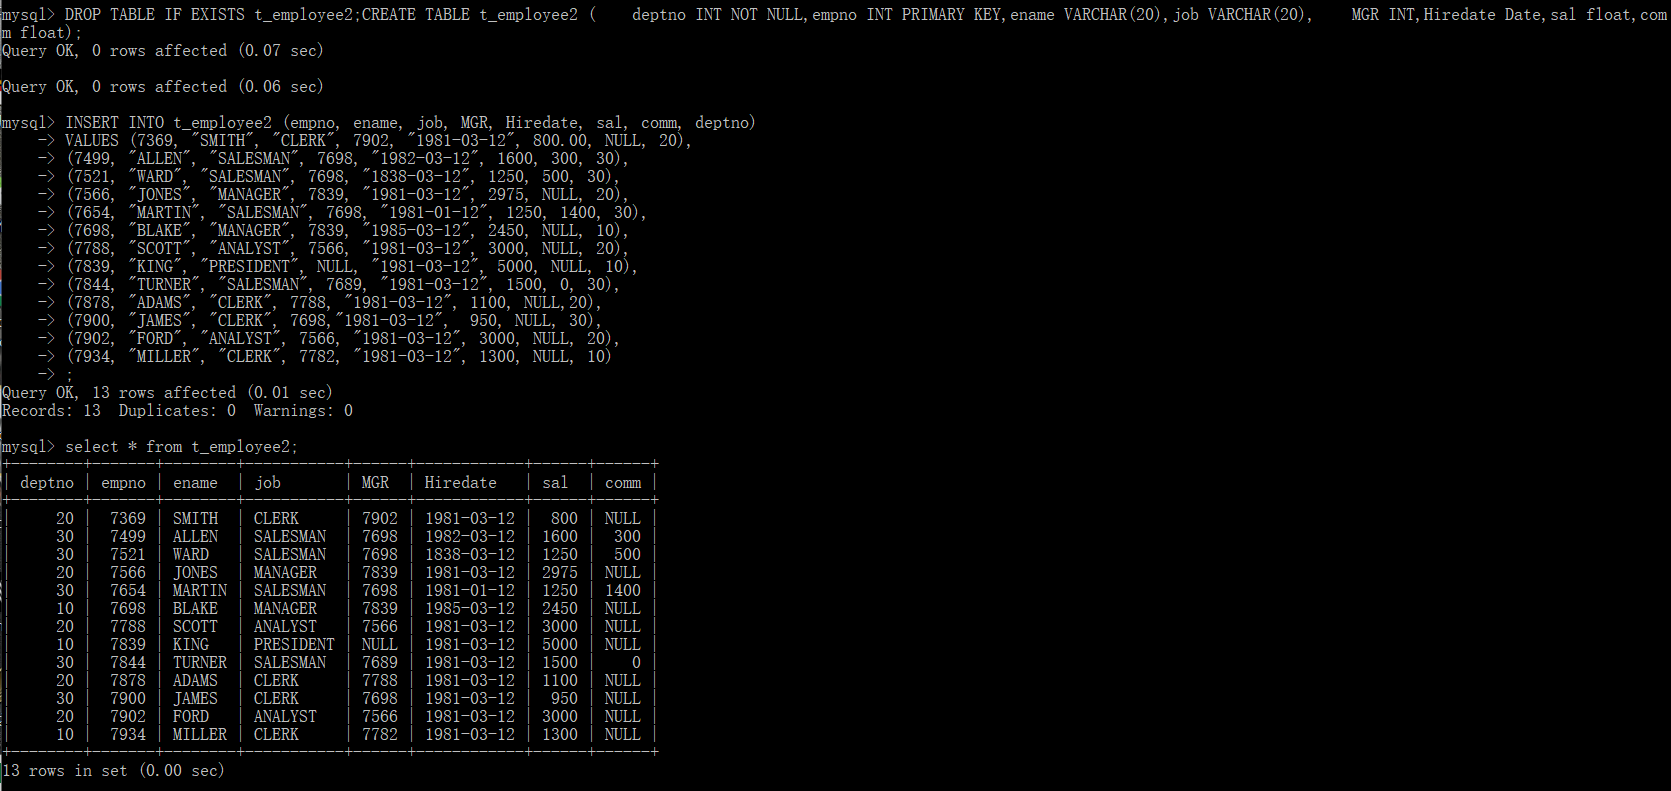 mysql> DROP TABLE IF EXISTS t_employee2;CREATE TABLE t_employee2 (    deptno INT NOT NULL,empno INT PRIMARY KEY,ename VARCHAR(20),job VARCHAR(20),    MGR INT,Hiredate Date,sal float,com
m float);
Query OK, 0 rows affected (0.07 sec)

Query OK, 0 rows affected (0.06 sec)

mysql> INSERT INTO t_employee2 (empno, ename, job, MGR, Hiredate, sal, comm, deptno)
    -> VALUES (7369, "SMITH", "CLERK", 7902, "1981-03-12", 800.00, NULL, 20),
    -> (7499, "ALLEN", "SALESMAN", 7698, "1982-03-12", 1600, 300, 30),
    -> (7521, "WARD", "SALESMAN", 7698, "1838-03-12", 1250, 500, 30),
    -> (7566, "JONES", "MANAGER", 7839, "1981-03-12", 2975, NULL, 20),
    -> (7654, "MARTIN", "SALESMAN", 7698, "1981-01-12", 1250, 1400, 30),
    -> (7698, "BLAKE", "MANAGER", 7839, "1985-03-12", 2450, NULL, 10),
    -> (7788, "SCOTT", "ANALYST", 7566, "1981-03-12", 3000, NULL, 20),
    -> (7839, "KING", "PRESIDENT", NULL, "1981-03-12", 5000, NULL, 10),
    -> (7844, "TURNER", "SALESMAN", 7689, "1981-03-12", 1500, 0, 30),
    -> (7878, "ADAMS", "CLERK", 7788, "1981-03-12", 1100, NULL,20),
    -> (7900, "JAMES", "CLERK", 7698,"1981-03-12",  950, NULL, 30),
    -> (7902, "FORD", "ANALYST", 7566, "1981-03-12", 3000, NULL, 20),
    -> (7934, "MILLER", "CLERK", 7782, "1981-03-12", 1300, NULL, 10)
    -> ;
Query OK, 13 rows affected (0.01 sec)
Records: 13  Duplicates: 0  Warnings: 0

mysql> select * from t_employee2;
+--------+-------+--------+-----------+------+------------+------+------+
| deptno | empno | ename  | job       | MGR  | Hiredate   | sal  | comm |
+--------+-------+--------+-----------+------+------------+------+------+
|     20 |  7369 | SMITH  | CLERK     | 7902 | 1981-03-12 |  800 | NULL |
|     30 |  7499 | ALLEN  | SALESMAN  | 7698 | 1982-03-12 | 1600 |  300 |
|     30 |  7521 | WARD   | SALESMAN  | 7698 | 1838-03-12 | 1250 |  500 |
|     20 |  7566 | JONES  | MANAGER   | 7839 | 1981-03-12 | 2975 | NULL |
|     30 |  7654 | MARTIN | SALESMAN  | 7698 | 1981-01-12 | 1250 | 1400 |
|     10 |  7698 | BLAKE  | MANAGER   | 7839 | 1985-03-12 | 2450 | NULL |
|     20 |  7788 | SCOTT  | ANALYST   | 7566 | 1981-03-12 | 3000 | NULL |
|     10 |  7839 | KING   | PRESIDENT | NULL | 1981-03-12 | 5000 | NULL |
|     30 |  7844 | TURNER | SALESMAN  | 7689 | 1981-03-12 | 1500 |    0 |
|     20 |  7878 | ADAMS  | CLERK     | 7788 | 1981-03-12 | 1100 | NULL |
|     30 |  7900 | JAMES  | CLERK     | 7698 | 1981-03-12 |  950 | NULL |
|     20 |  7902 | FORD   | ANALYST   | 7566 | 1981-03-12 | 3000 | NULL |
|     10 |  7934 | MILLER | CLERK     | 7782 | 1981-03-12 | 1300 | NULL |
+--------+-------+--------+-----------+------+------------+------+------+
13 rows in set (0.00 sec)